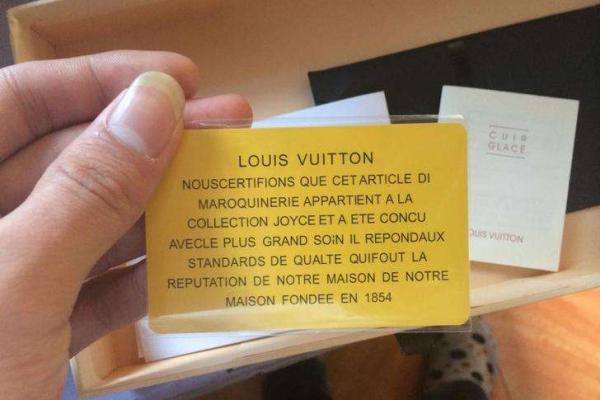 LOUIS VUITTON
NOUSCERTIFIONS QUE CETARTICLE DI
MAROQUINERIE APPARTIENT A LA
COLLECTION JOYCE ET A ETE CONCU
AVECLE PLUS GRAND SOiN IL REPONDAUX
STANDARDS DE QUALTE QUIFOUT LA
REPUTATION DE NOTRE MAISON DE NOTRE
MAISON FONDEE EN 1854
CUIR
GLACE
LOUIS VUITTON